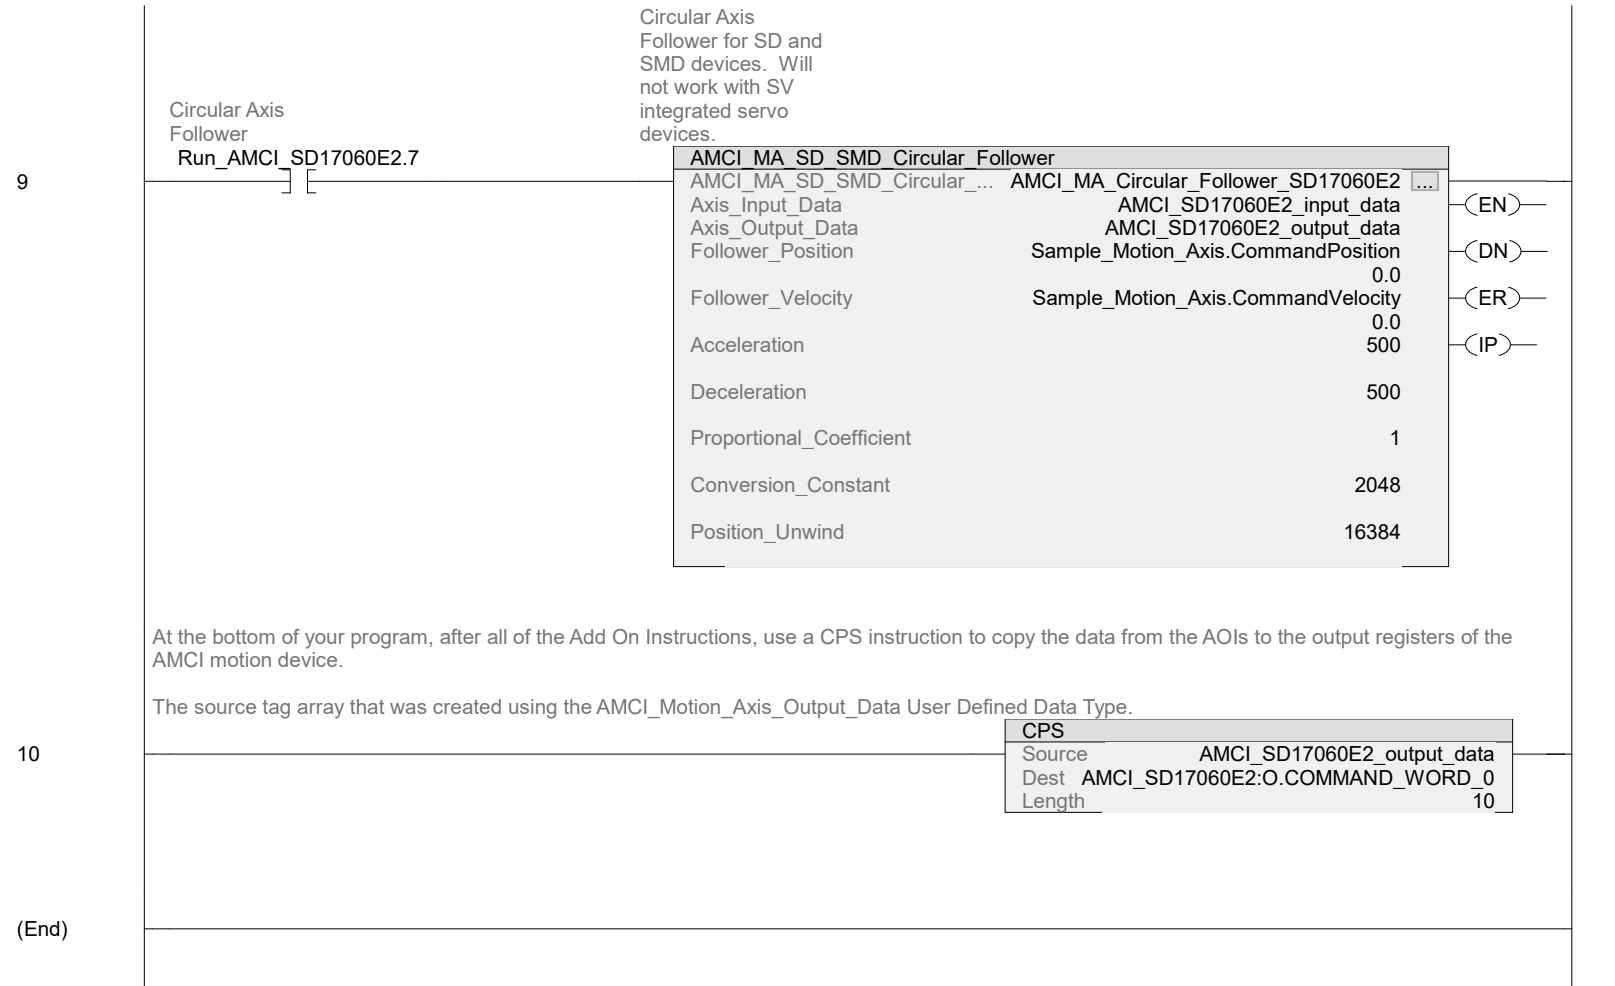 Circular Axis
Follower for SD and
SMD devices.  Will
not work with SV
integrated servo
devices.
Circular Axis
Follower
Run_AMCI_SD17060E2.7
9
AMCI_MA_SD_SMD_Circular_Follower
AMCI_MA_SD_SMD_Circular_... AMCI_MA_Circular_Follower_SD17060E2 ...
Axis_Input_Data AMCI_SD17060E2_input_data
(EN)
Axis_Output_Data AMCI_SD17060E2_output_data
Follower_Position Sample_Motion_Axis.CommandPosition
(DN)
0.0
Follower_Velocity Sample_Motion_Axis.CommandVelocity
(ER)
0.0
Acceleration 500
(IP)
Deceleration 500
Proportional_Coefficient 1
Conversion_Constant 2048
Position_Unwind 16384
At the bottom of your program, after all of the Add On Instructions, use a CPS instruction to copy the data from the AOIs to the output registers of the
AMCI motion device.
The source tag array that was created using the AMCI_Motion_Axis_Output_Data User Defined Data Type.
10
CPS
Source AMCI_SD17060E2_output_data
Dest AMCI_SD17060E2:O.COMMAND_WORD_0
Length 10
(End)